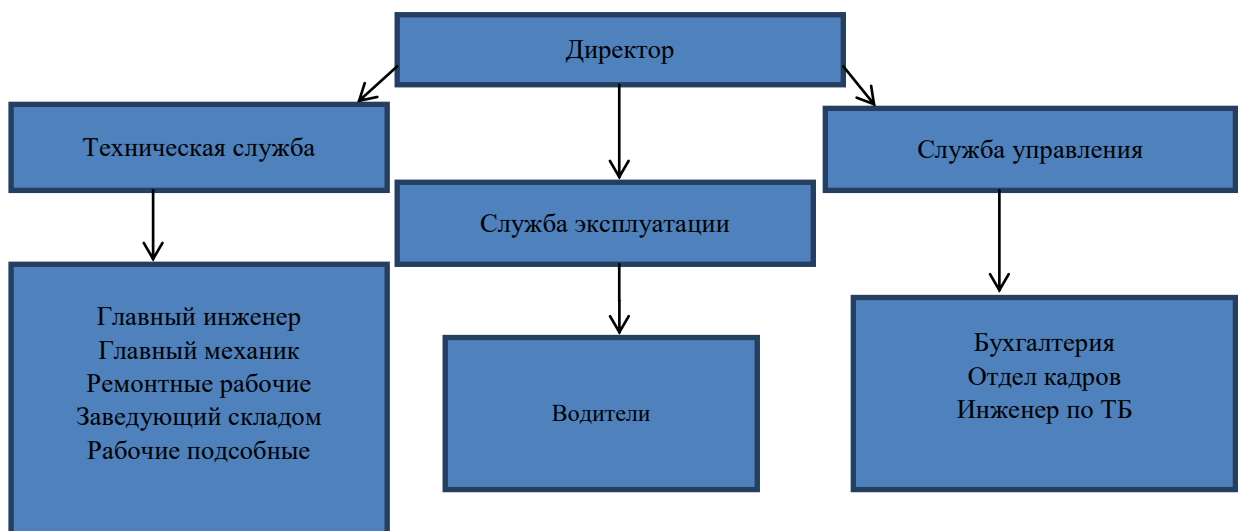 Директор
Техническая служба
Служба управления
Служба эксплуатации
Главный инженер
Главный механик
Ремонтные рабочие
Заведующий складом
Рабочие подсобные
Водители
Бухгалтерия
Отдел кадров
Инженер по ТБ